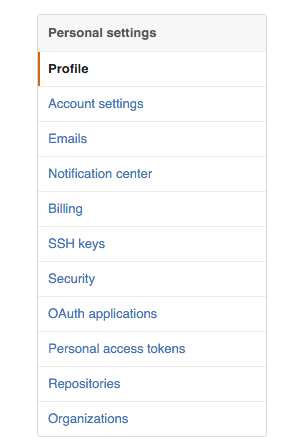 Personal settings
Profile
Account settings
Emails
Notification center
Billing
SSH keys
Security
OAuth applications
Personal access tokens
Repositories
Organizations